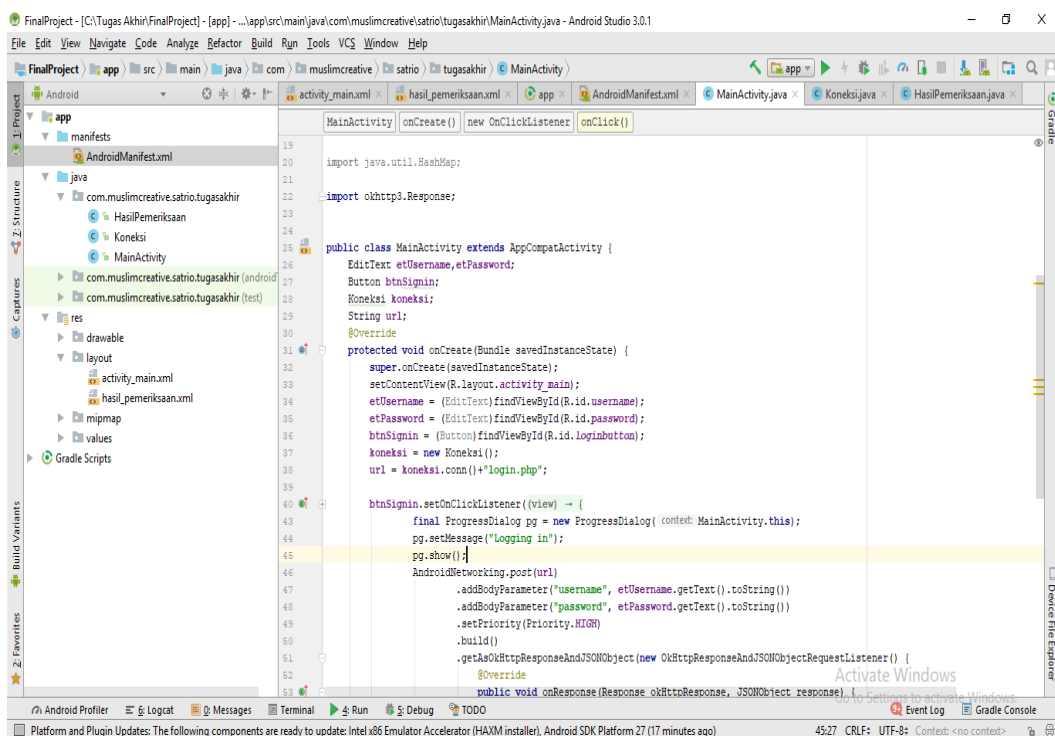 FinalProject - [C:\Tugas Akhir\FinalProject] - [app] - ...\app\src\main\java\com\muslimcreative\satrio\tugasakhir\MainActivity.java - Android Studio 3.0.1
File Edit View Navigate Code Analyze Refactor Build Run Tools VCS Window Help
FinalProject app src main java com muslimcreative satrio tugasakhir MainActivity app
Android activity_main.xml hasil_pemeriksaan.xml app AndroidManifest.xml MainActivity.java Koneksi.java HasilPemeriksaan.java
MainActivity onCreate() new OnClickListener onClick()
1: Project
Z: Structure
Captures
Build Variants
2: Favorites
app
manifests
AndroidManifest.xml
java
com.muslimcreative.satrio.tugasakhir
HasilPemeriksaan
Koneksi
MainActivity
com.muslimcreative.satrio.tugasakhir (android
com.muslimcreative.satrio.tugasakhir (test)
res
drawable
layout
activity_main.xml
hasil_pemeriksaan.xml
mipmap
values
Gradle Scripts
19
20 import java.util.HashMap;
21
22 import okhttp3.Response;
23
24
25 public class MainActivity extends AppCompatActivity {
26 EditText etUsername,etPassword;
27 Button btnSignin;
28 Koneksi koneksi;
29 String url;
30 @Override
31 protected void onCreate(Bundle savedInstanceState) {
32 super.onCreate(savedInstanceState);
33 setContentView(R.layout.activity_main);
34 etUsername = (EditText)findViewById(R.id.username);
35 etPassword = (EditText)findViewById(R.id.password);
36 btnSignin = (Button)findViewById(R.id.loginbutton);
37 koneksi = new Koneksi();
38 url = koneksi.conn()+"login.php";
39
40 btnSignin.setOnClickListener((view) → {
43 final ProgressDialog pg = new ProgressDialog( context: MainActivity.this);
44 pg.setMessage("Logging in");
45 pg.show();
46 AndroidNetworking.post(url)
47 .addBodyParameter("username", etUsername.getText().toString())
48 .addBodyParameter("password", etPassword.getText().toString())
49 .setPriority(Priority.HIGH)
50 .build()
51 .getAsOkHttpResponseAndJSONObject(new OkHttpResponseAndJSONObjectRequestListener() {
52 @Override
53 public void onResponse(Response okHttpResponse, JSONObject response) {
Gradle
Device File Explorer
Activate Windows
Go to Settings to activate Windows.
Android Profiler 6: Logcat 0: Messages Terminal 4: Run 5: Debug TODO Event Log Gradle Console
Platform and Plugin Updates: The following components are ready to update: Intel x86 Emulator Accelerator (HAXM installer), Android SDK Platform 27 (17 minutes ago) 45:27 CRLF UTF-8 Context: <no context>